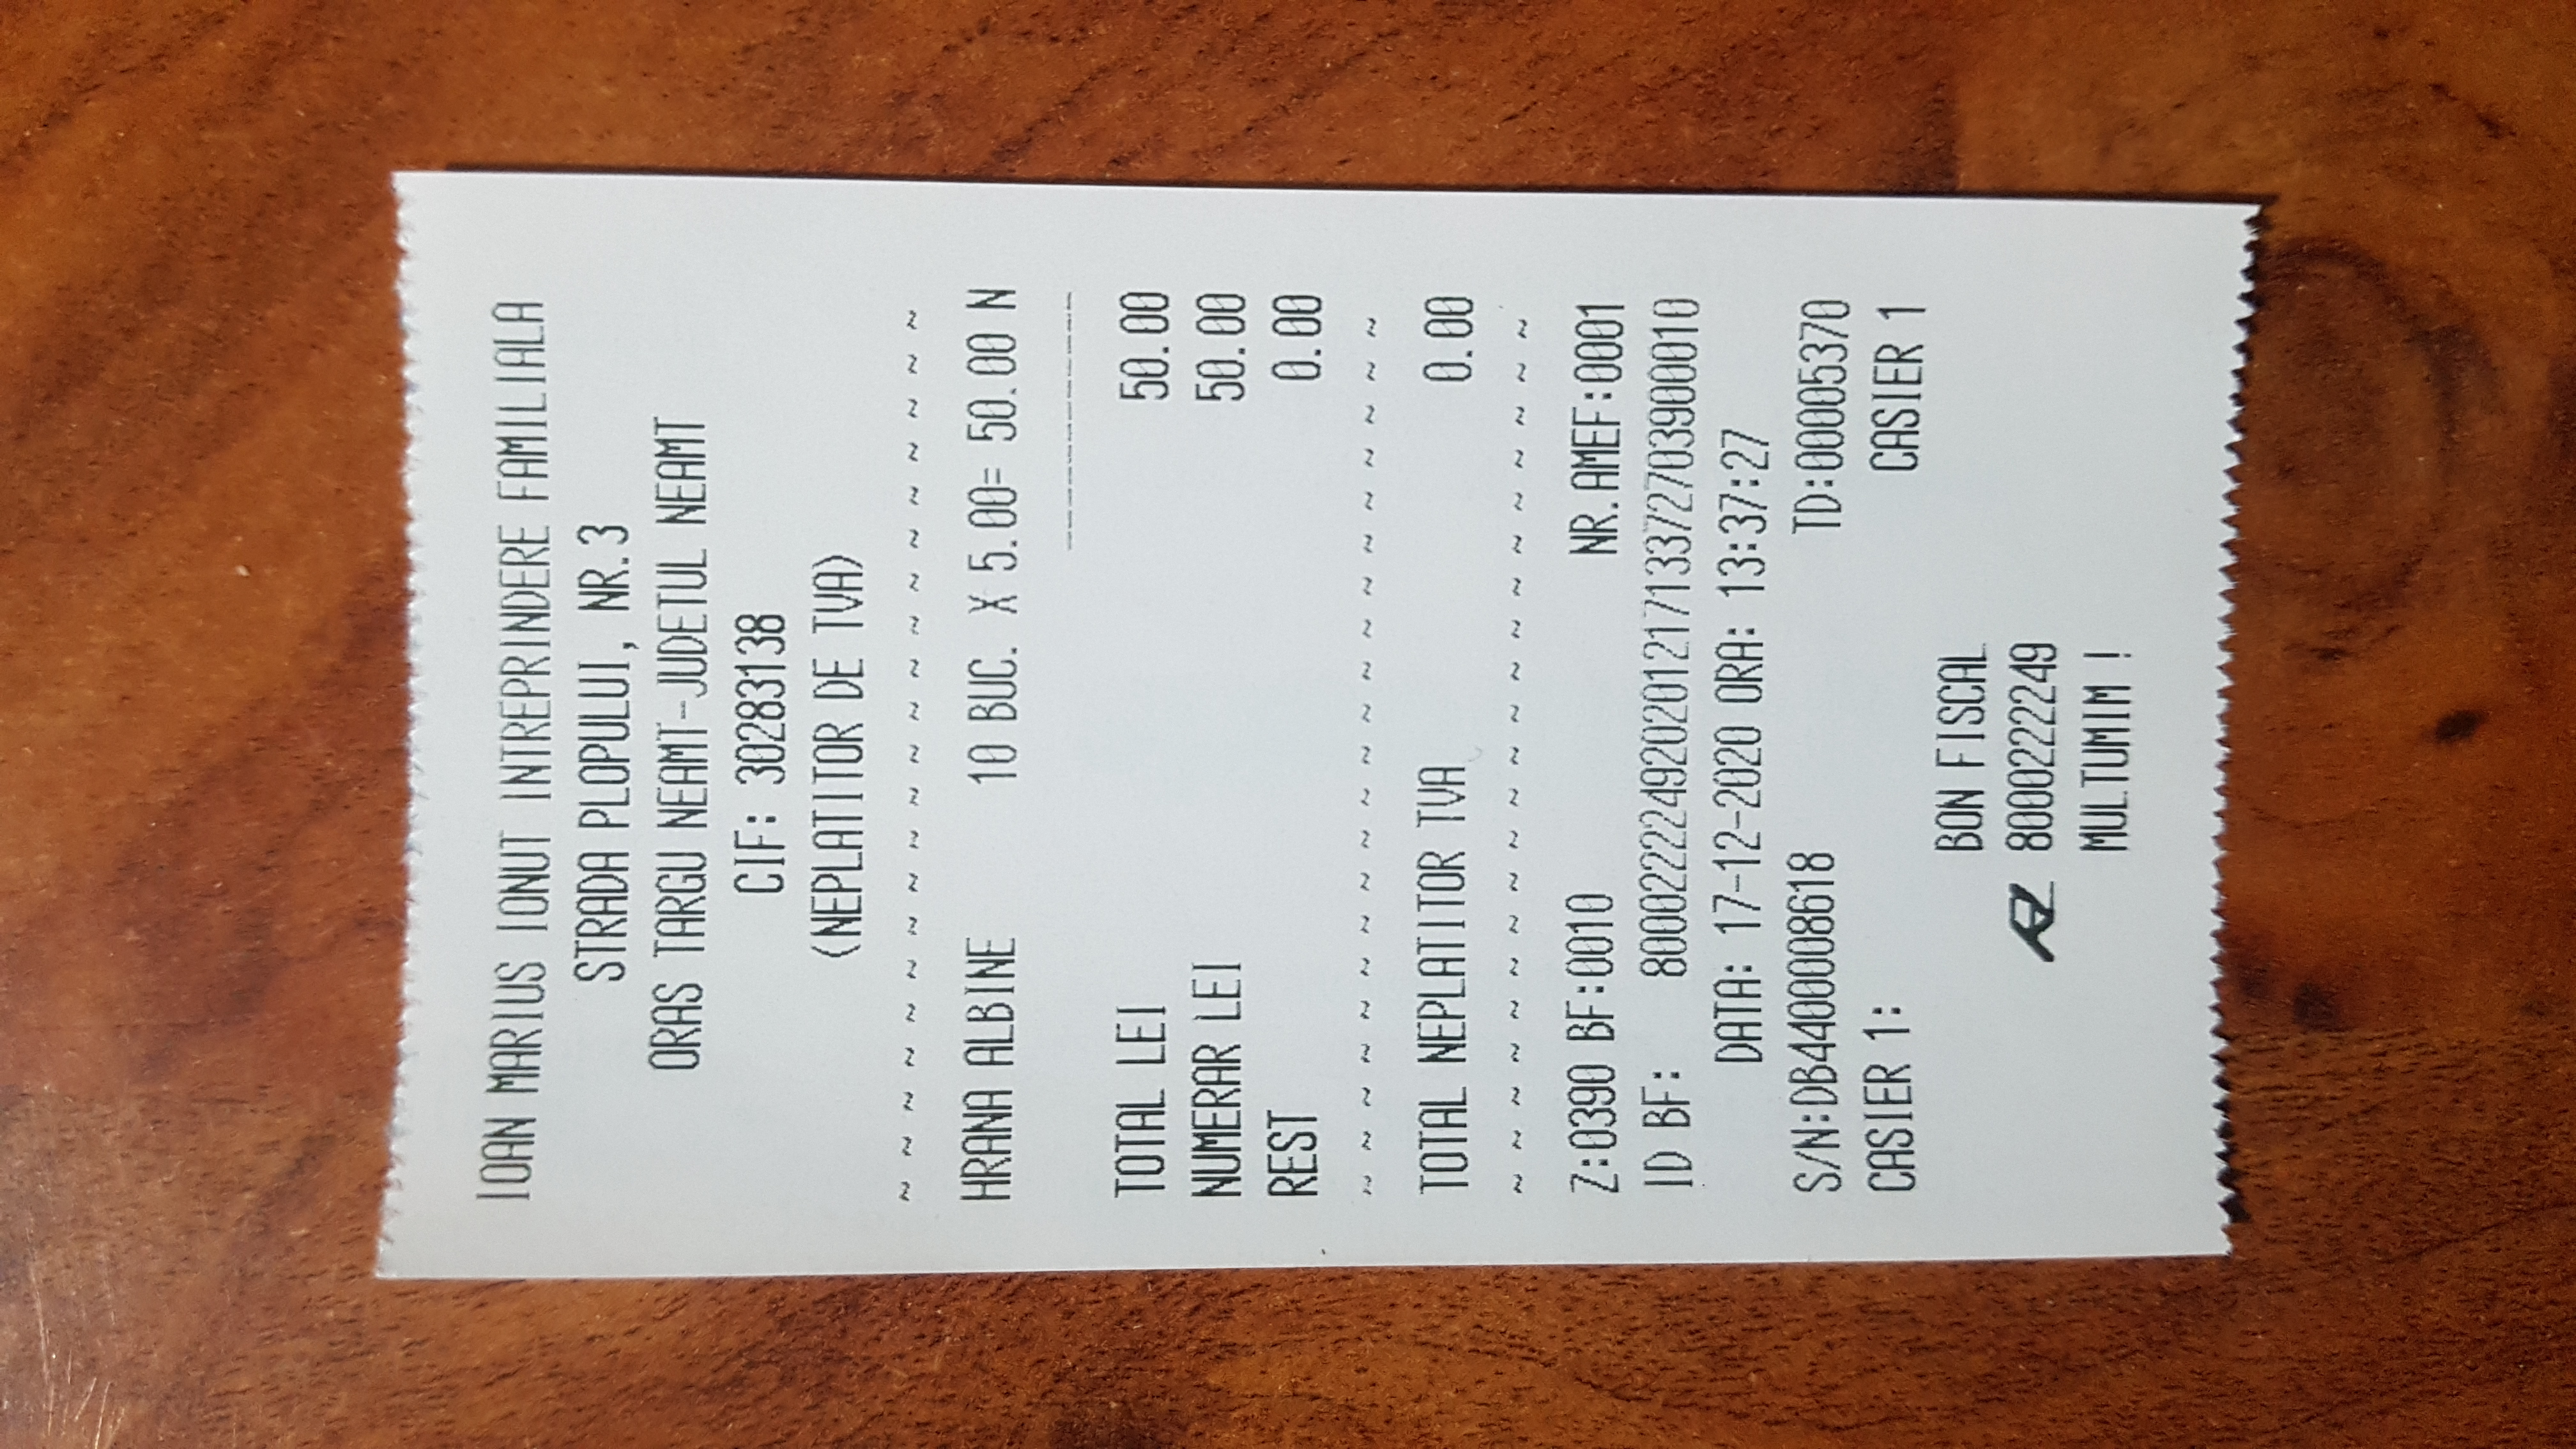 IOAN MARIUS IONUT INTREPRINDERE FAMILIALA
STRADA PLOPULUI, NR.3
ORAS TARGU NEAMT-JUDETUL NEAMT
CIF: 30283138
(NEPLATITOR DE TVA)
~ ~ ~ ~ ~ ~ ~ ~ ~ ~ ~ ~ ~ ~ ~ ~ ~ ~ ~ ~ ~
HRANA ALBINE 10 BUC. X 5.00= 50.00 N
------------
TOTAL LEI 50.00
NUMERAR LEI 50.00
REST 0.00
~ ~ ~ ~ ~ ~ ~ ~ ~ ~ ~ ~ ~ ~ ~ ~ ~ ~ ~ ~ ~
TOTAL NEPLATITOR TVA 0.00
~ ~ ~ ~ ~ ~ ~ ~ ~ ~ ~ ~ ~ ~ ~ ~ ~ ~ ~ ~ ~
Z:0390 BF:0010 NR.AMEF:0001
ID BF: 80002222492020121713372703900010
DATA: 17-12-2020 ORA: 13:37:27
S/N:DB4400008618 TD:00005370
CASIER 1: CASIER 1
BON FISCAL
8000222249
MULTUMIM !